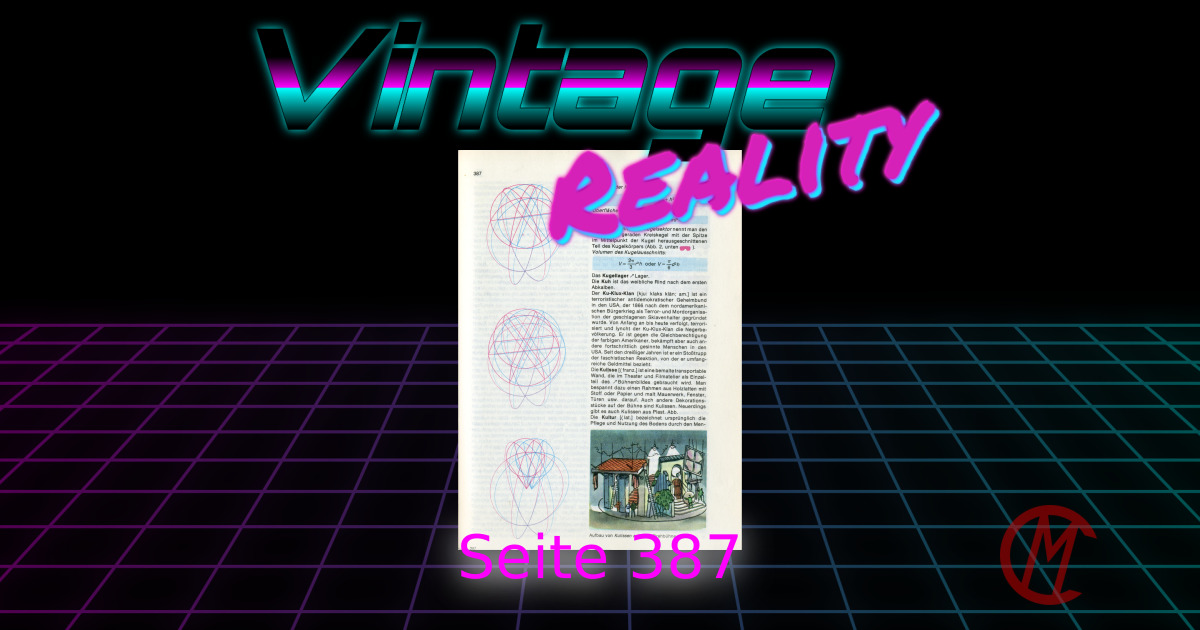 Vintage
Reality
387
Oberfläche
nennt man den
geraden Kreiskegel mit der Spitze
im Mittelpunkt der Kugel herausgeschnittenen
Teil des Kugelkörpers (Abb. 2, unten ).
Volumen des Kugelausschnitts:
Das Kugellager ↗Lager.
Die Kuh ist das weibliche Rind nach dem ersten
Abkalben.
Der Ku-Klux-Klan [kju: klaks klän; am.] ist ein
terroristischer antidemokratischer Geheimbund
in den USA, der 1866 nach dem nordamerikani-
schen Bürgerkrieg als Terror- und Mordorganisa-
tion der geschlagenen Sklavenhalter gegründet
wurde. Von Anfang an bis heute verfolgt, terrori-
siert und lyncht der Ku-Klux-Klan die Negerbe-
völkerung. Er ist gegen die Gleichberechtigung
der farbigen Amerikaner, bekämpft aber auch an-
dere fortschrittlich gesinnte Menschen in den
USA. Seit den dreißiger Jahren ist er ein Stoßtrupp
der faschistischen Reaktion, von der er umfang-
reiche Geldmittel bezieht.
Die Kulisse [franz.] ist eine bemalte transportable
Wand, die im Theater und Filmatelier als Einzel-
teil des ↗Bühnenbildes gebraucht wird. Man
bespannt dazu einen Rahmen aus Holzlatten mit
Stoff oder Papier und malt Mauerwerk, Fenster,
Türen usw. darauf. Auch andere Dekorations-
stücke auf der Bühne sind Kulissen. Neuerdings
gibt es auch Kulissen aus Plast. Abb.
Die Kultur [lat.] bezeichnet ursprünglich die
Pflege und Nutzung des Bodens durch den Men-
Aufbau von Kulissen
Seite 387